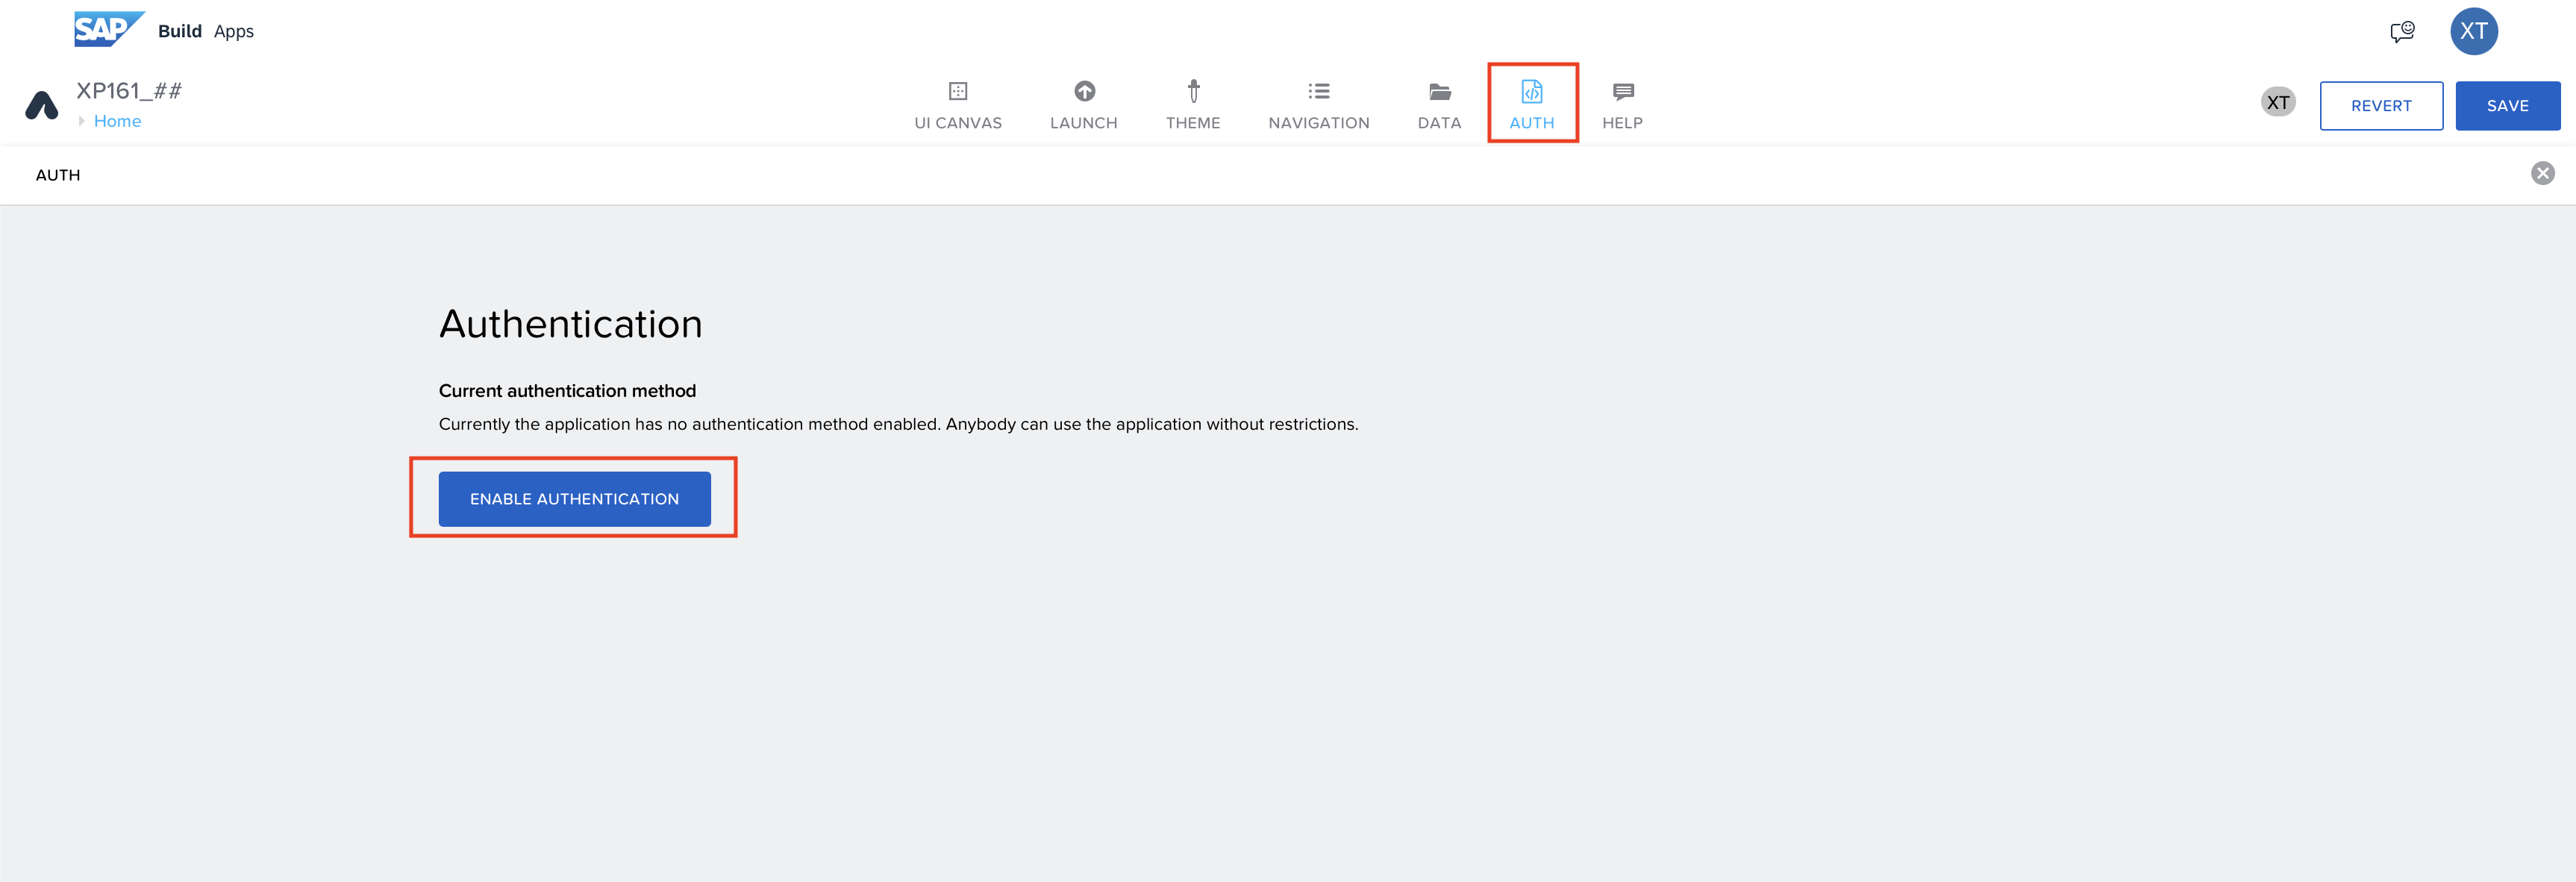 SAP Build Apps
XT
XP161_##
Home
UI CANVAS
LAUNCH
THEME
NAVIGATION
DATA
AUTH
HELP
XT
REVERT
SAVE
AUTH
Authentication
Current authentication method
Currently the application has no authentication method enabled. Anybody can use the application without restrictions.
ENABLE AUTHENTICATION